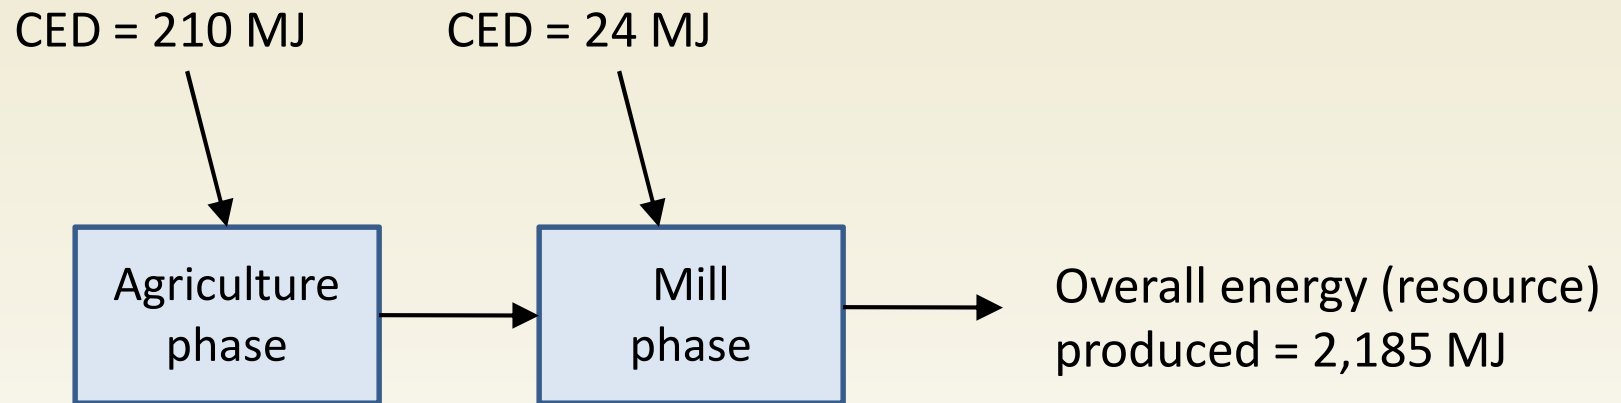 CED = 210 MJ
CED = 24 MJ
Agriculture
phase
Mill
phase
Overall energy (resource)
produced = 2,185 MJ